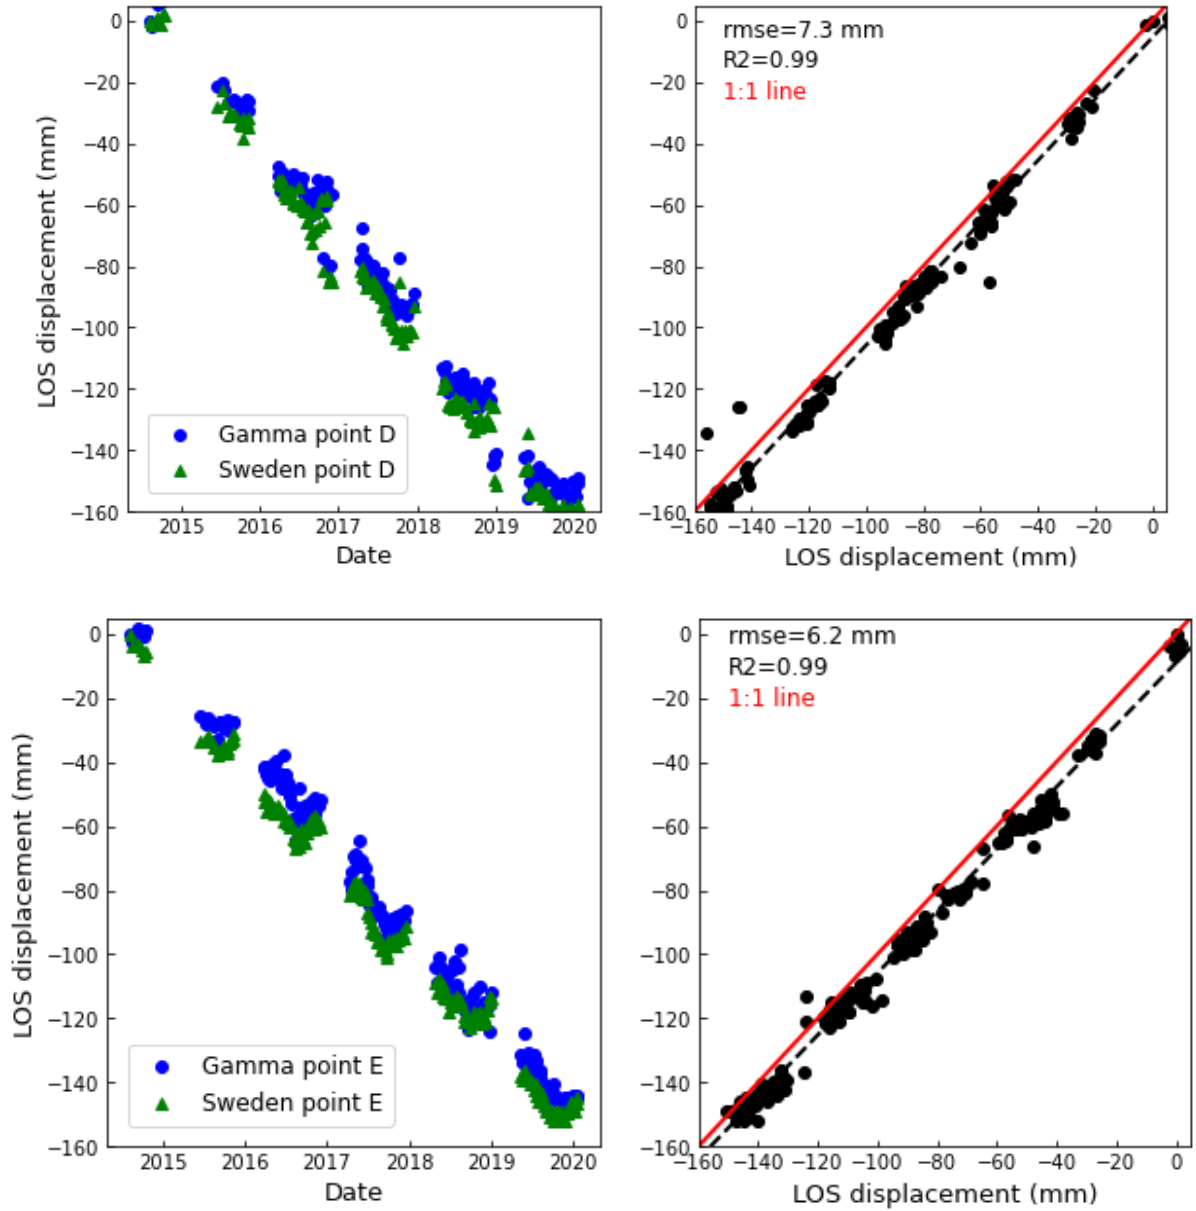 0
−20
−40
−60
−80
−100
−120
−140
−160
LOS displacement (mm)
Gamma point D
Sweden point D
2015 2016 2017 2018 2019 2020
Date
rmse=7.3 mm
R2=0.99
1:1 line
0
−20
−40
−60
−80
−100
−120
−140
−160
−160 −140 −120 −100 −80 −60 −40 −20 0
LOS displacement (mm)
0
−20
−40
−60
−80
−100
−120
−140
−160
LOS displacement (mm)
Gamma point E
Sweden point E
2015 2016 2017 2018 2019 2020
Date
rmse=6.2 mm
R2=0.99
1:1 line
0
−20
−40
−60
−80
−100
−120
−140
−160
−160 −140 −120 −100 −80 −60 −40 −20 0
LOS displacement (mm)